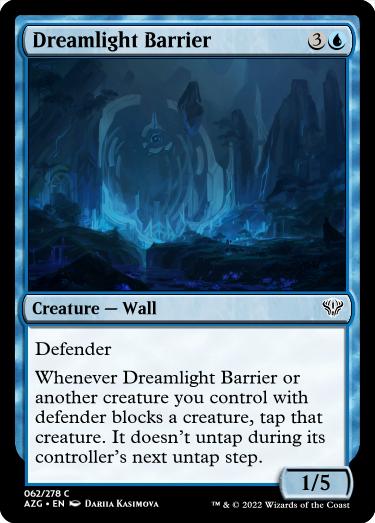 Dreamlight Barrier 3
Creature — Wall
Defender
Whenever Dreamlight Barrier or
another creature you control with
defender blocks a creature, tap that
creature. It doesn't untap during its
controller's next untap step.
1/5
062/278 C
AZG • EN Dariia Kasimova
™ & © 2022 Wizards of the Coast